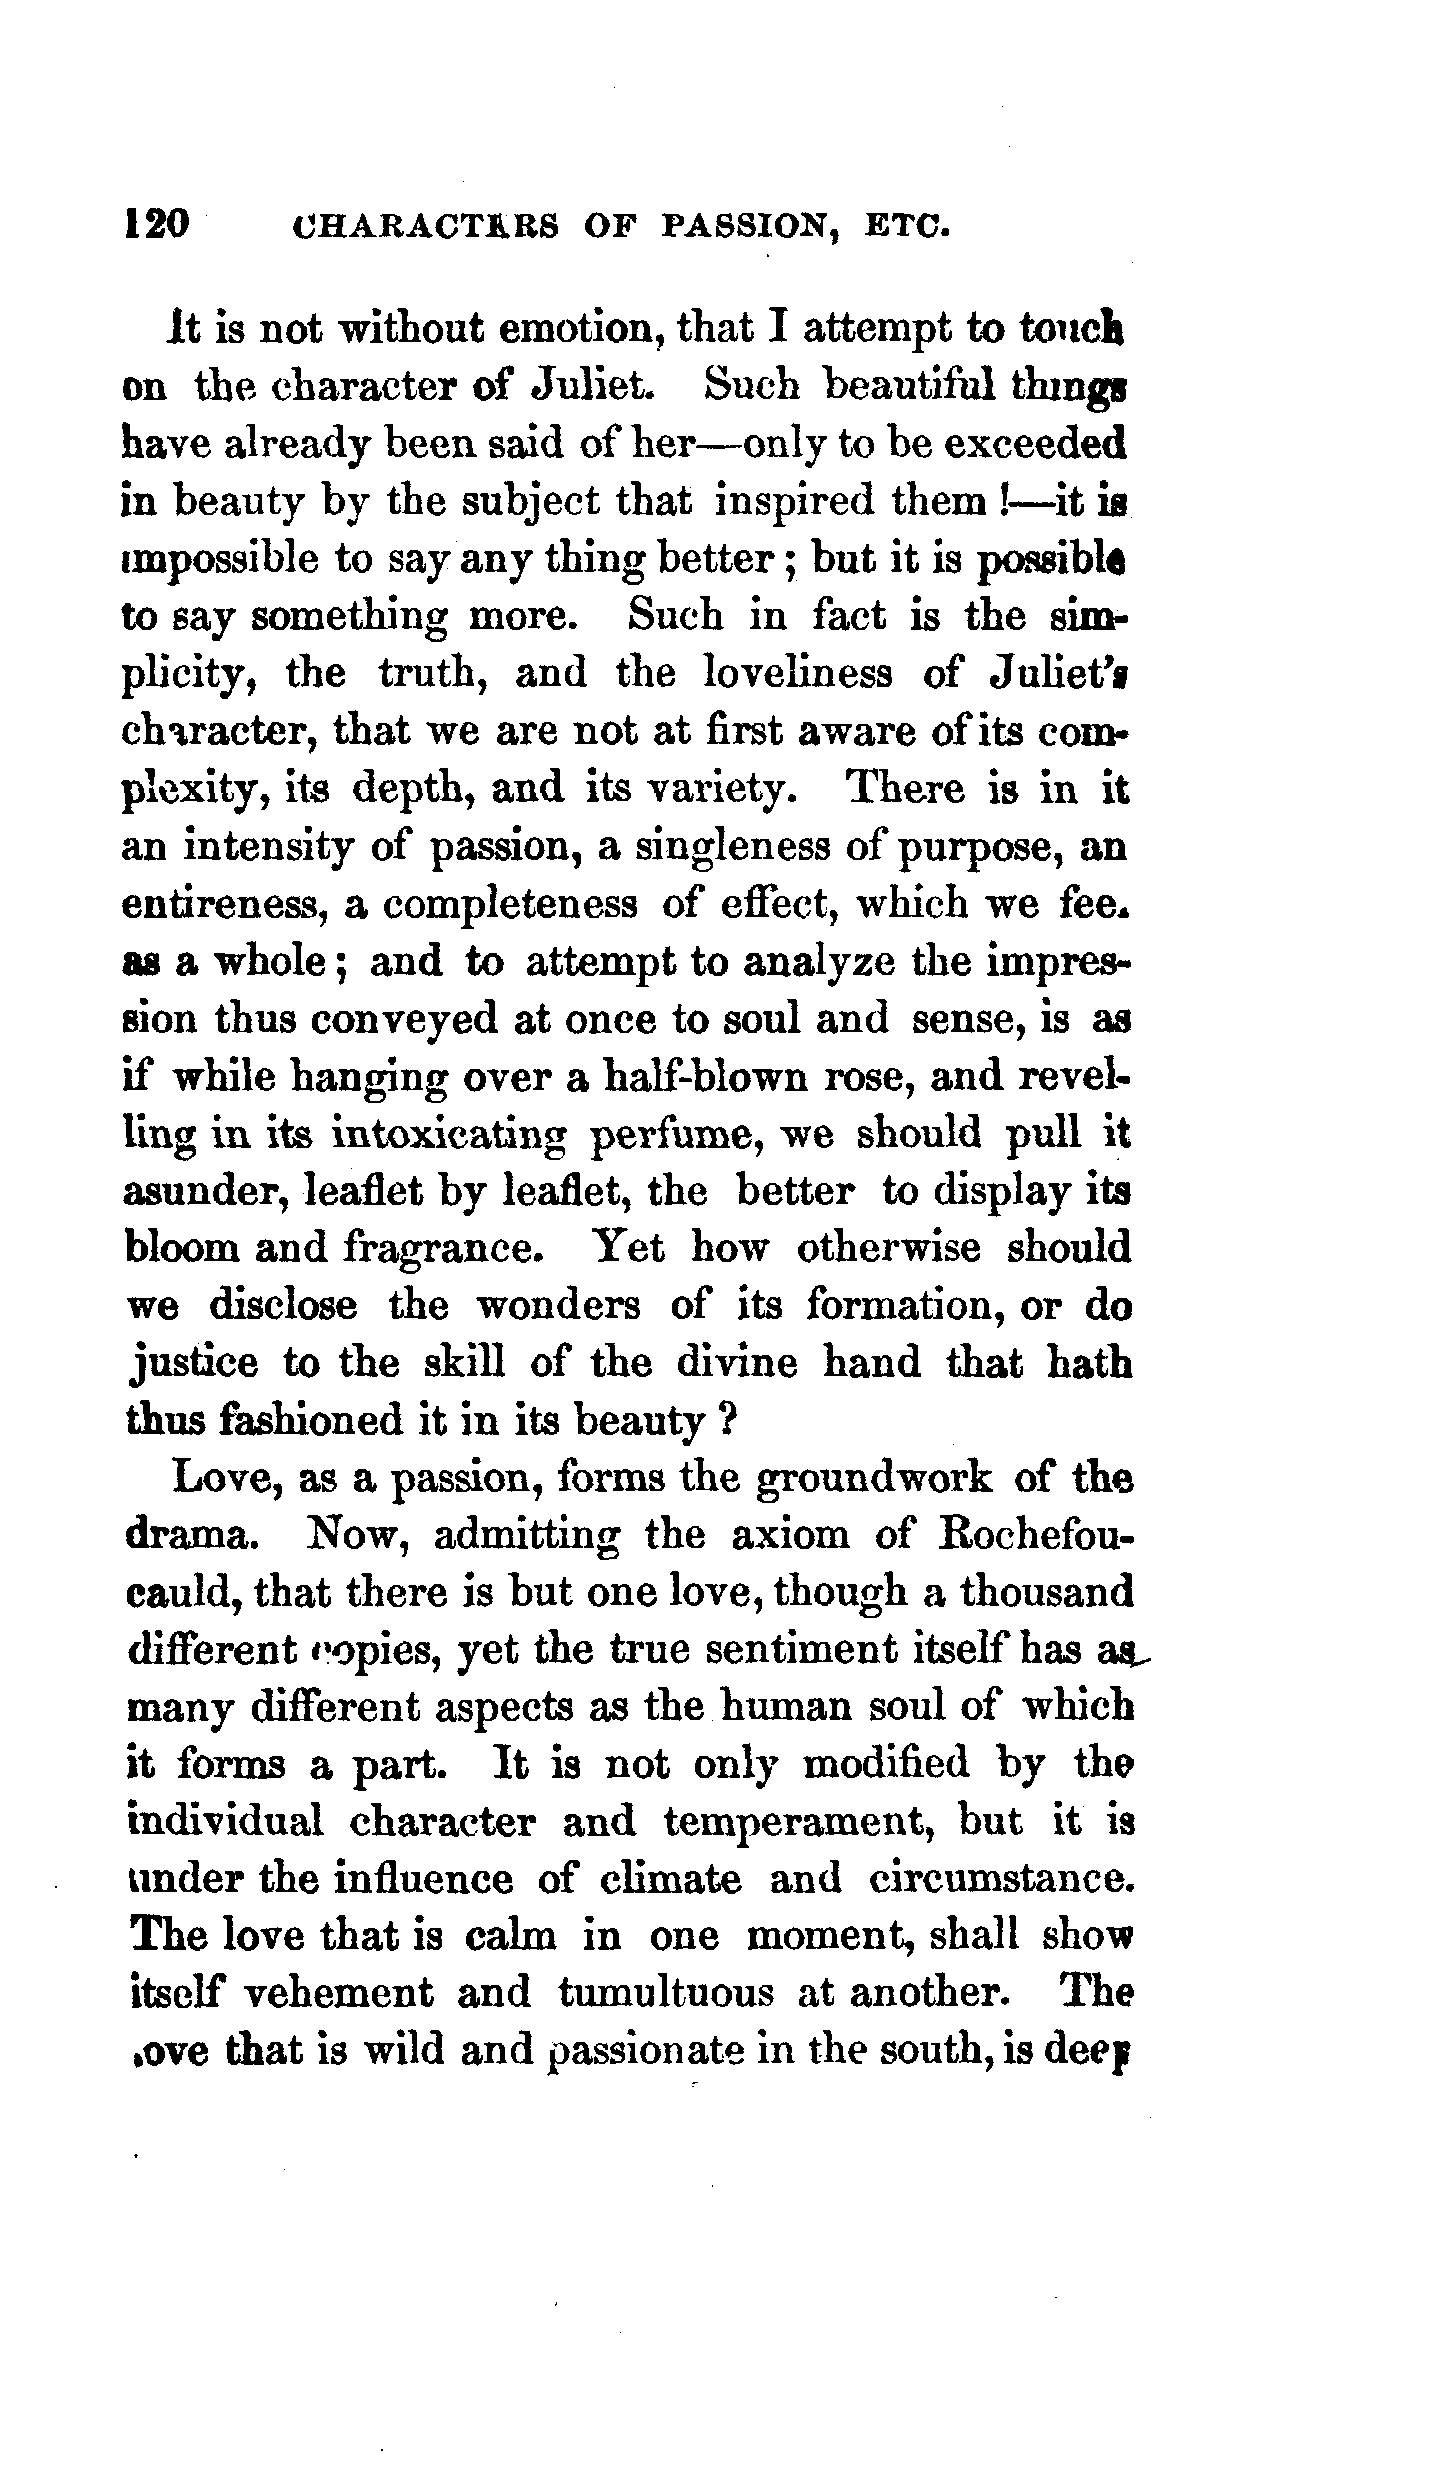 120 CHARACTERS OF PASSION, ETC.
It is not without emotion, that I attempt to touch
on the character of Juliet. Such beautiful things
have already been said of her—only to be exceeded
in beauty by the subject that inspired them !—it is
impossible to say any thing better ; but it is possible
to say something more. Such in fact is the sim-
plicity, the truth, and the loveliness of Juliet's
character, that we are not at first aware of its com-
plexity, its depth, and its variety. There is in it
an intensity of passion, a singleness of purpose, an
entireness, a completeness of effect, which we feel
as a whole ; and to attempt to analyze the impres-
sion thus conveyed at once to soul and sense, is as
if while hanging over a half-blown rose, and revel-
ling in its intoxicating perfume, we should pull it
asunder, leaflet by leaflet, the better to display its
bloom and fragrance. Yet how otherwise should
we disclose the wonders of its formation, or do
justice to the skill of the divine hand that hath
thus fashioned it in its beauty ?
Love, as a passion, forms the groundwork of the
drama. Now, admitting the axiom of Rochefou-
cauld, that there is but one love, though a thousand
different copies, yet the true sentiment itself has as
many different aspects as the human soul of which
it forms a part. It is not only modified by the
individual character and temperament, but it is
under the influence of climate and circumstance.
The love that is calm in one moment, shall show
itself vehement and tumultuous at another. The
love that is wild and passionate in the south, is deep